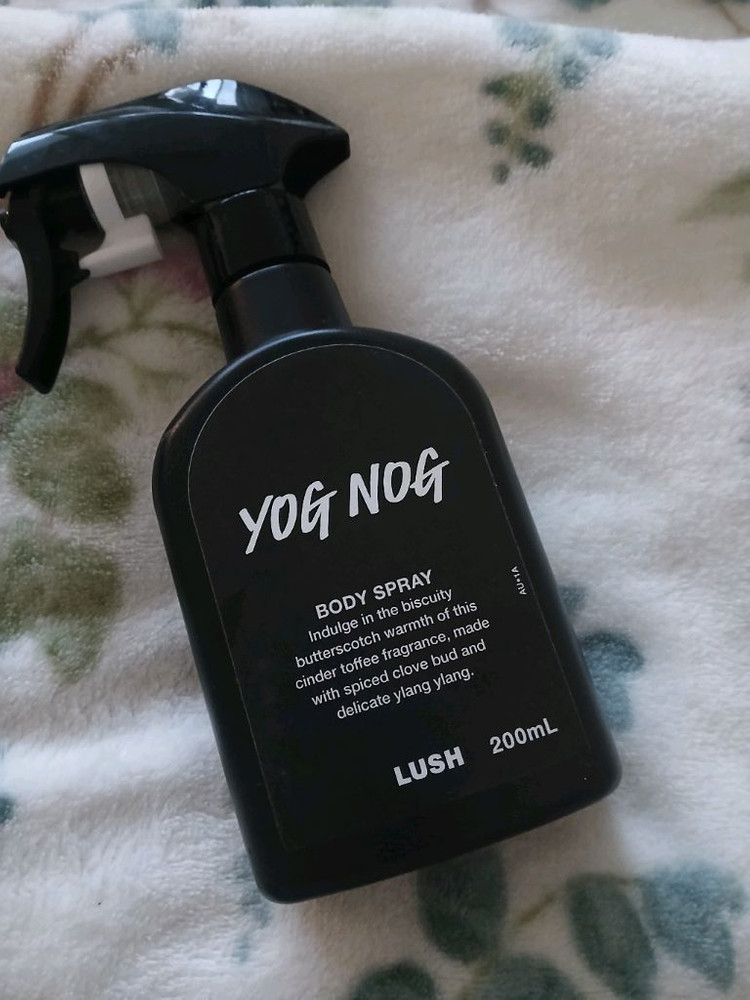 YOG NOG
BODY SPRAY
Indulge in the biscuity
butterscotch warmth of this
cinder toffee fragrance, made
with spiced clove bud and
delicate ylang ylang.
AU•1A
LUSH 200mL